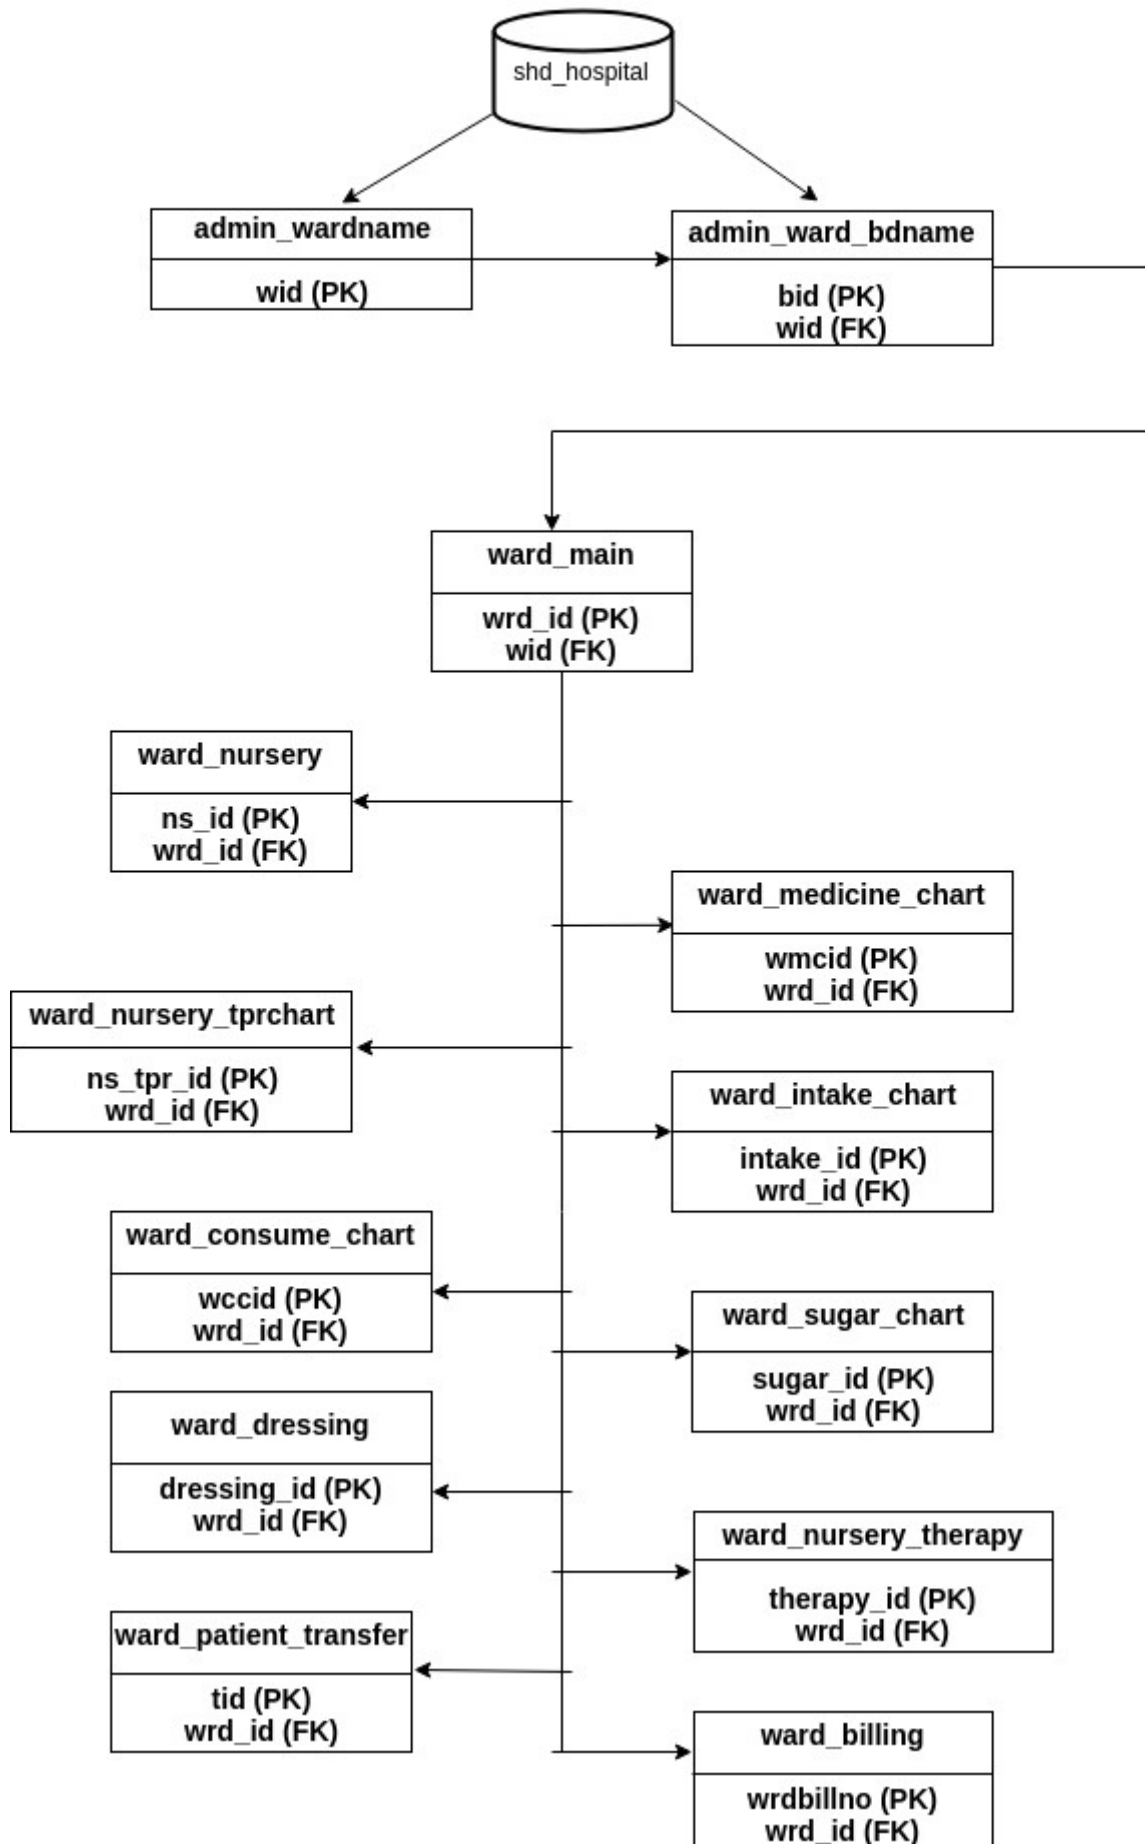 shd_hospital
admin_wardname
wid (PK)
admin_ward_bdname
bid (PK)
wid (FK)
ward_main
wrd_id (PK)
wid (FK)
ward_nursery
ns_id (PK)
wrd_id (FK)
ward_medicine_chart
wmcid (PK)
wrd_id (FK)
ward_nursery_tprchart
ns_tpr_id (PK)
wrd_id (FK)
ward_intake_chart
intake_id (PK)
wrd_id (FK)
ward_consume_chart
wccid (PK)
wrd_id (FK)
ward_sugar_chart
sugar_id (PK)
wrd_id (FK)
ward_dressing
dressing_id (PK)
wrd_id (FK)
ward_nursery_therapy
therapy_id (PK)
wrd_id (FK)
ward_patient_transfer
tid (PK)
wrd_id (FK)
ward_billing
wrdbillno (PK)
wrd_id (FK)